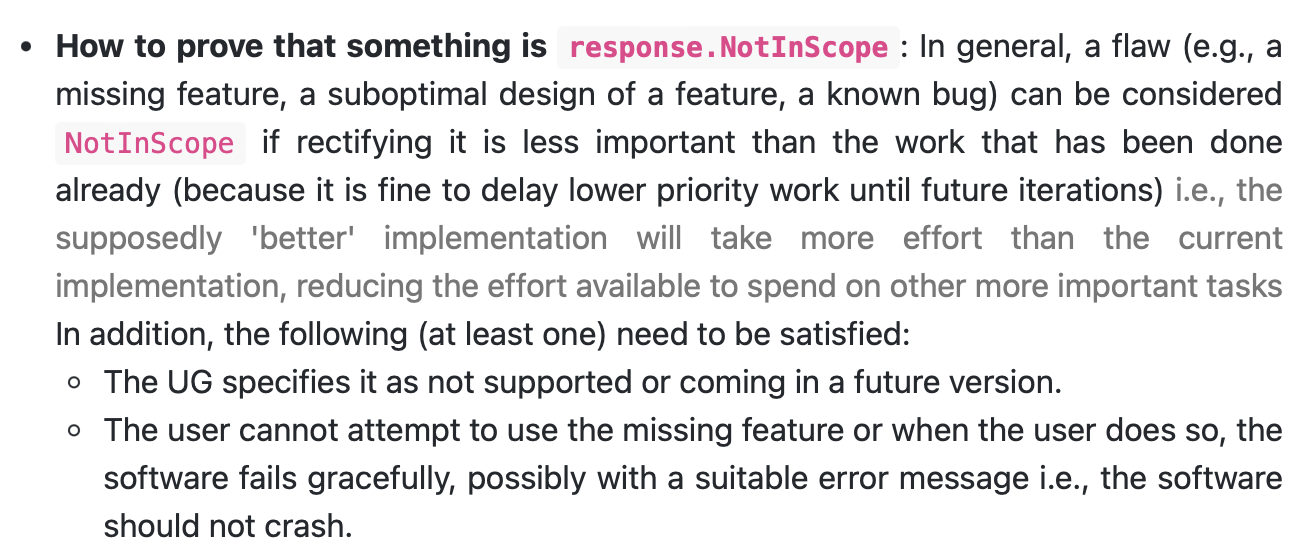 • How to prove that something is response.NotInScope: In general, a flaw (e.g., a
missing feature, a suboptimal design of a feature, a known bug) can be considered
NotInScope if rectifying it is less important than the work that has been done
already (because it is fine to delay lower priority work until future iterations) i.e., the
supposedly 'better' implementation will take more effort than the current
implementation, reducing the effort available to spend on other more important tasks
In addition, the following (at least one) need to be satisfied:
◦ The UG specifies it as not supported or coming in a future version.
◦ The user cannot attempt to use the missing feature or when the user does so, the
software fails gracefully, possibly with a suitable error message i.e., the software
should not crash.